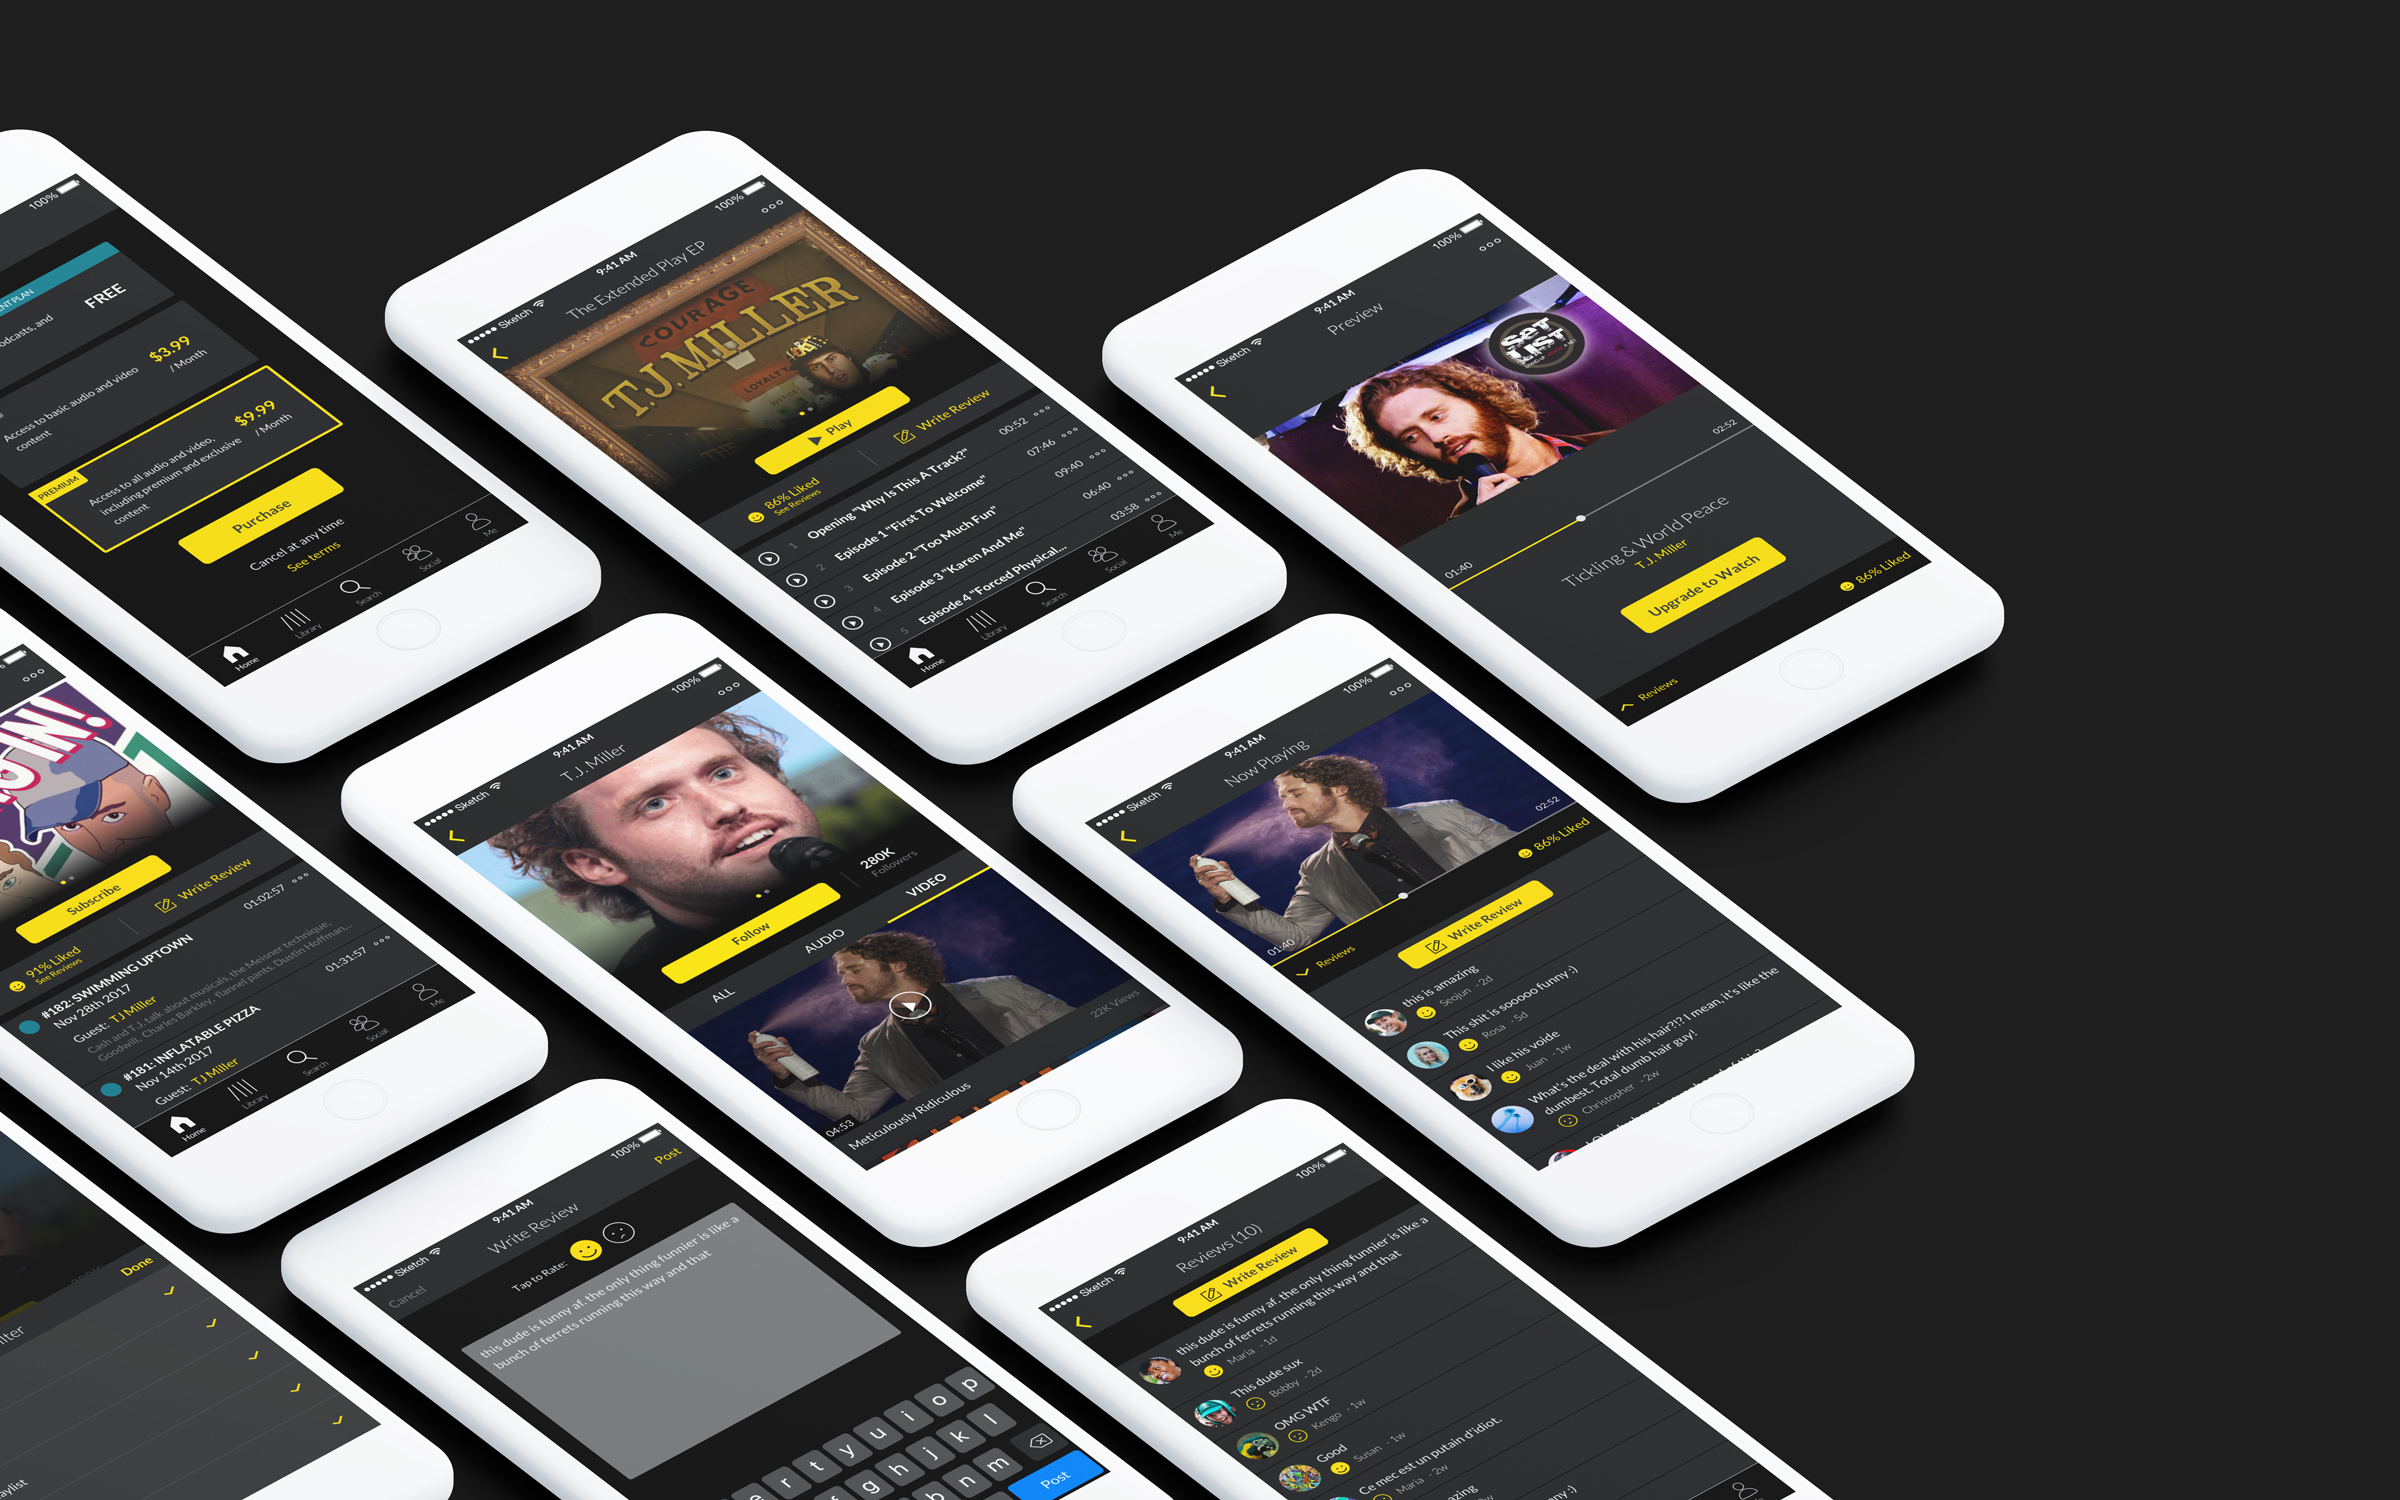 100%
ENT PLAN
FREE
odcasts, and
$3.99
/ Month
Access to basic audio and video
content
PREMIUM
$9.99
/ Month
Access to all audio and video,
including premium and exclusive
content
Purchase
Cancel at any time
See terms
Home
Library
Search
Social
Me
Sketch
9:41 AM
100%
The Extended Play EP
COURAGE
T.J. MILLER
LOYALTY
THE
Play
86% Liked
See Reviews
Write Review
1 Opening "Why Is This A Track?" 00:52
2 Episode 1 "First To Welcome" 07:46
3 Episode 2 "Too Much Fun" 09:40
4 Episode 3 "Karen And Me" 06:40
5 Episode 4 "Forced Physical... 03:58
Home
Library
Search
Social
Me
Sketch
9:41 AM
100%
Preview
SET
LIST
01:40
02:52
Tickling & World Peace
T.J. Miller
Upgrade to Watch
Reviews
86% Liked
%
IN!
Subscribe
91% Liked
See Reviews
Write Review
#182: SWIMMING UPTOWN
01:02:57
Nov 28th 2017
Guest: TJ Miller
Cash and T.J. talk about musicals, the Meisner technique,
Goodwill, Charles Barkley, flannel pants, Dustin Hoffman...
#181: INFLATABLE PIZZA
01:31:57
Nov 14th 2017
Guest: TJ Miller
Home
Library
Search
Social
Me
Sketch
9:41 AM
100%
T.J. Miller
Follow
280K
Followers
ALL
AUDIO
VIDEO
04:53
Meticulously Ridiculous
22K Views
Sketch
9:41 AM
100%
Now Playing
01:40
02:52
Reviews
86% Liked
Write Review
this is amazing
Seojun - 2d
This shit is sooooo funny :)
Rosa - 5d
I like his voide
Juan - 1w
What's the deal with his hair?!? I mean, it's like the
dumbest. Total dumb hair guy!
Christopher - 2w
Done
iller
aylist
Sketch
9:41 AM
100%
Cancel
Write Review
Post
Tap to Rate:
this dude is funny af. the only thing funnier is like a
bunch of ferrets running this way and that
e r t y u i o p
f g h j k l
b n m
Post
Sketch
9:41 AM
100%
Reviews (10)
Write Review
this dude is funny af. the only thing funnier is like a
bunch of ferrets running this way and that
Maria - 1d
This dude sux
Bobby - 2d
OMG WTF
Kengo - 1w
Good
Susan - 1w
Ce mec est un putain d'idiot.
Maria - 2w
azing
nny :)